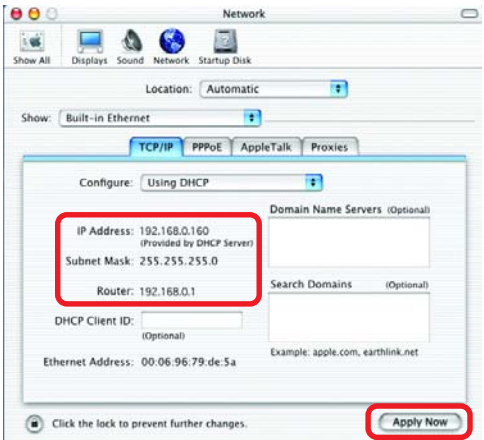 Network
Show All Displays Sound Network Startup Disk
Location: Automatic
Show: Built-in Ethernet
TCP/IP PPPoE AppleTalk Proxies
Configure: Using DHCP
Domain Name Servers (Optional)
IP Address: 192.168.0.160
(Provided by DHCP Server)
Subnet Mask: 255.255.255.0
Router: 192.168.0.1
Search Domains (Optional)
DHCP Client ID:
(Optional)
Example: apple.com, earthlink.net
Ethernet Address: 00:06:96:79:de:5a
Click the lock to prevent further changes.
Apply Now